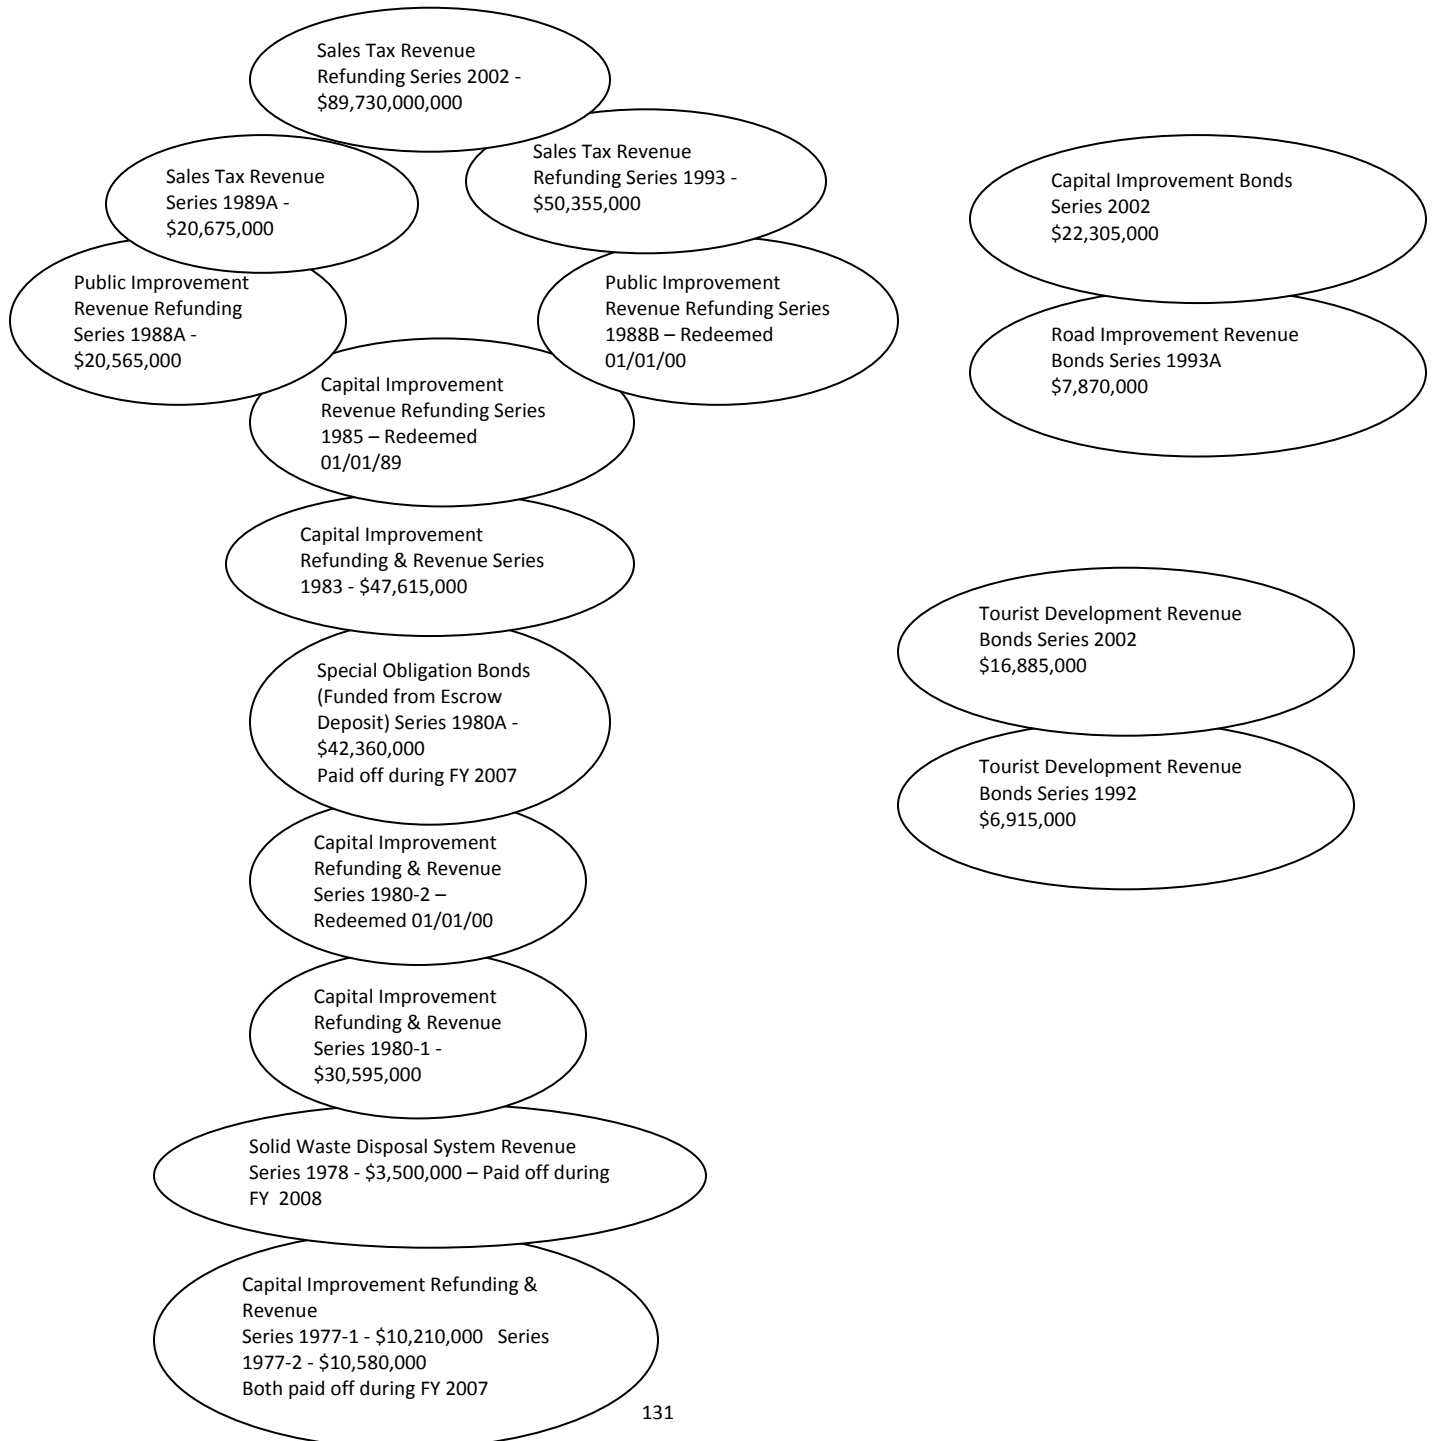 Sales Tax Revenue
Refunding Series 2002 -
$89,730,000,000
Sales Tax Revenue
Refunding Series 1993 -
$50,355,000
Sales Tax Revenue
Series 1989A -
$20,675,000
Public Improvement
Revenue Refunding
Series 1988A -
$20,565,000
Public Improvement
Revenue Refunding Series
1988B – Redeemed
01/01/00
Capital Improvement
Revenue Refunding Series
1985 – Redeemed
01/01/89
Capital Improvement
Refunding & Revenue Series
1983 - $47,615,000
Special Obligation Bonds
(Funded from Escrow
Deposit) Series 1980A -
$42,360,000
Paid off during FY 2007
Capital Improvement
Refunding & Revenue
Series 1980-2 –
Redeemed 01/01/00
Capital Improvement
Refunding & Revenue
Series 1980-1 -
$30,595,000
Solid Waste Disposal System Revenue
Series 1978 - $3,500,000 – Paid off during
FY  2008
Capital Improvement Refunding &
Revenue
Series 1977-1 - $10,210,000   Series
1977-2 - $10,580,000
Both paid off during FY 2007
Capital Improvement Bonds
Series 2002
$22,305,000
Road Improvement Revenue
Bonds Series 1993A
$7,870,000
Tourist Development Revenue
Bonds Series 2002
$16,885,000
Tourist Development Revenue
Bonds Series 1992
$6,915,000
131